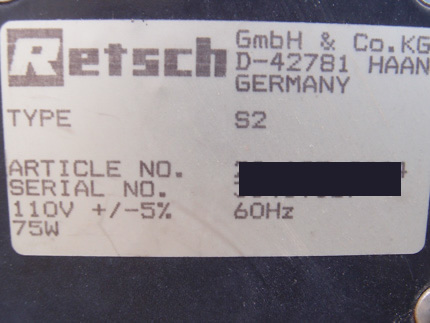 Retsch GmbH & Co.KG
D-42781 HAAN
GERMANY
TYPE S2
ARTICLE NO.
SERIAL NO.
110V +/-5% 60Hz
75W